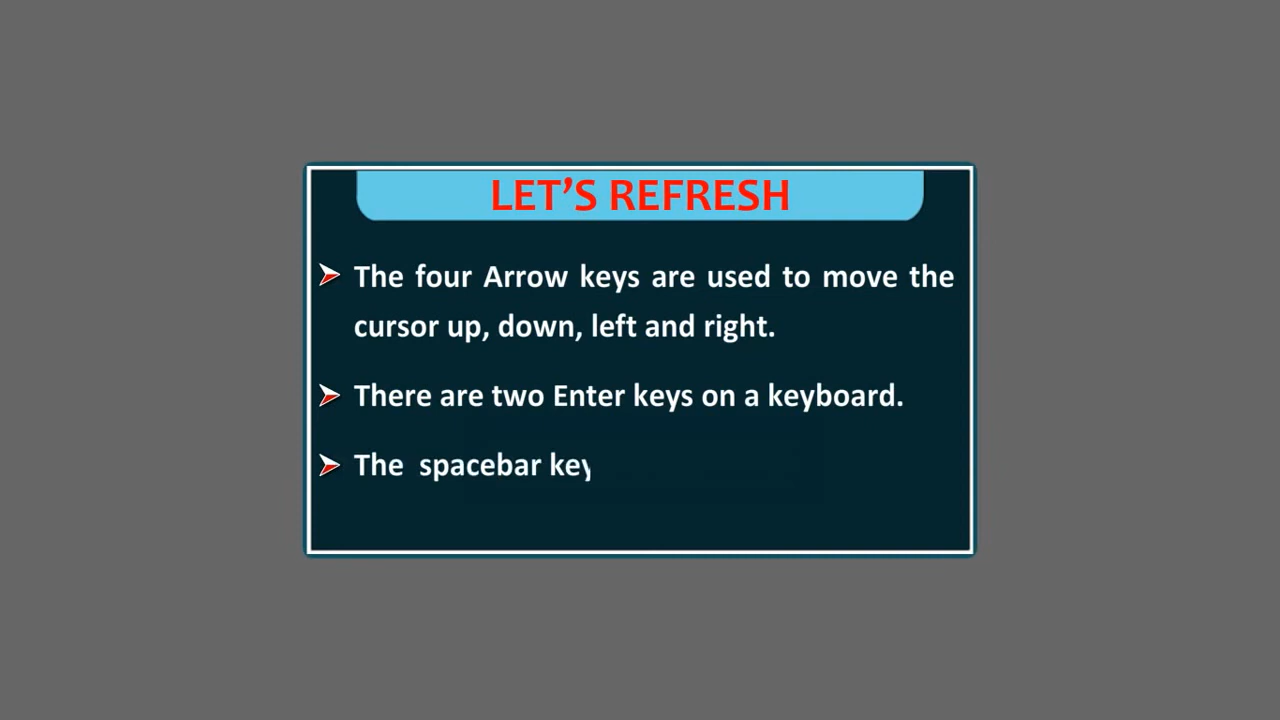 LET’S REFRESH
The four Arrow keys are used to move the
cursor up, down, left and right.
There are two Enter keys on a keyboard.
The spacebar key